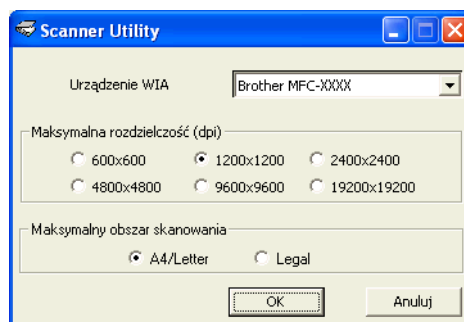 Scanner Utility
Urządzenie WIA Brother MFC-XXXX
Maksymalna rozdzielczość (dpi)
600x600 1200x1200 2400x2400
4800x4800 9600x9600 19200x19200
Maksymalny obszar skanowania
A4/Letter Legal
OK Anuluj